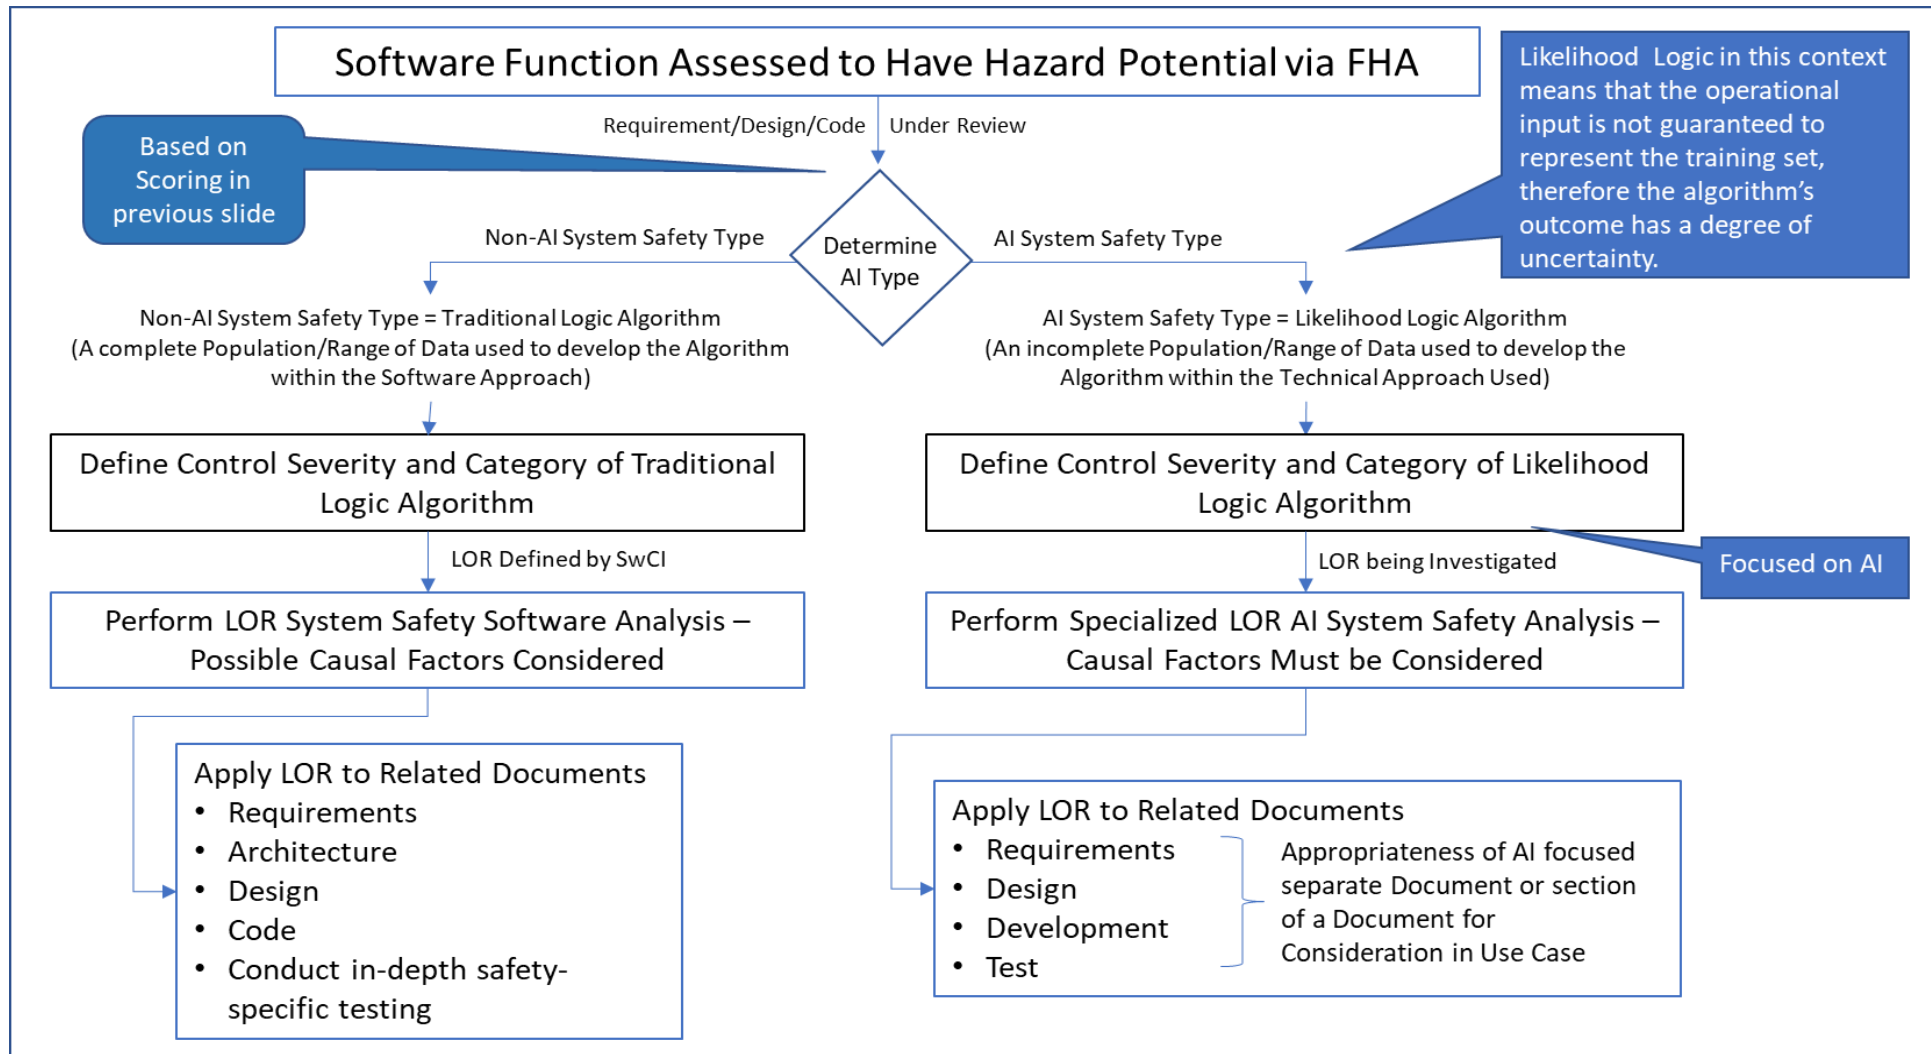 Software Function Assessed to Have Hazard Potential via FHA
Requirement/Design/Code Under Review
Based on
Scoring in
previous slide
Likelihood Logic in this context
means that the operational
input is not guaranteed to
represent the training set,
therefore the algorithm's
outcome has a degree of
uncertainty.
Determine
AI Type
Non-AI System Safety Type
AI System Safety Type
Non-AI System Safety Type = Traditional Logic Algorithm
(A complete Population/Range of Data used to develop the Algorithm
within the Software Approach)
AI System Safety Type = Likelihood Logic Algorithm
(An incomplete Population/Range of Data used to develop the
Algorithm within the Technical Approach Used)
Define Control Severity and Category of Traditional
Logic Algorithm
Define Control Severity and Category of Likelihood
Logic Algorithm
LOR Defined by SwCI
LOR being Investigated
Focused on AI
Perform LOR System Safety Software Analysis –
Possible Causal Factors Considered
Perform Specialized LOR AI System Safety Analysis –
Causal Factors Must be Considered
Apply LOR to Related Documents
• Requirements
• Architecture
• Design
• Code
• Conduct in-depth safety-
specific testing
Apply LOR to Related Documents
• Requirements
• Design
• Development
• Test
Appropriateness of AI focused
separate Document or section
of a Document for
Consideration in Use Case